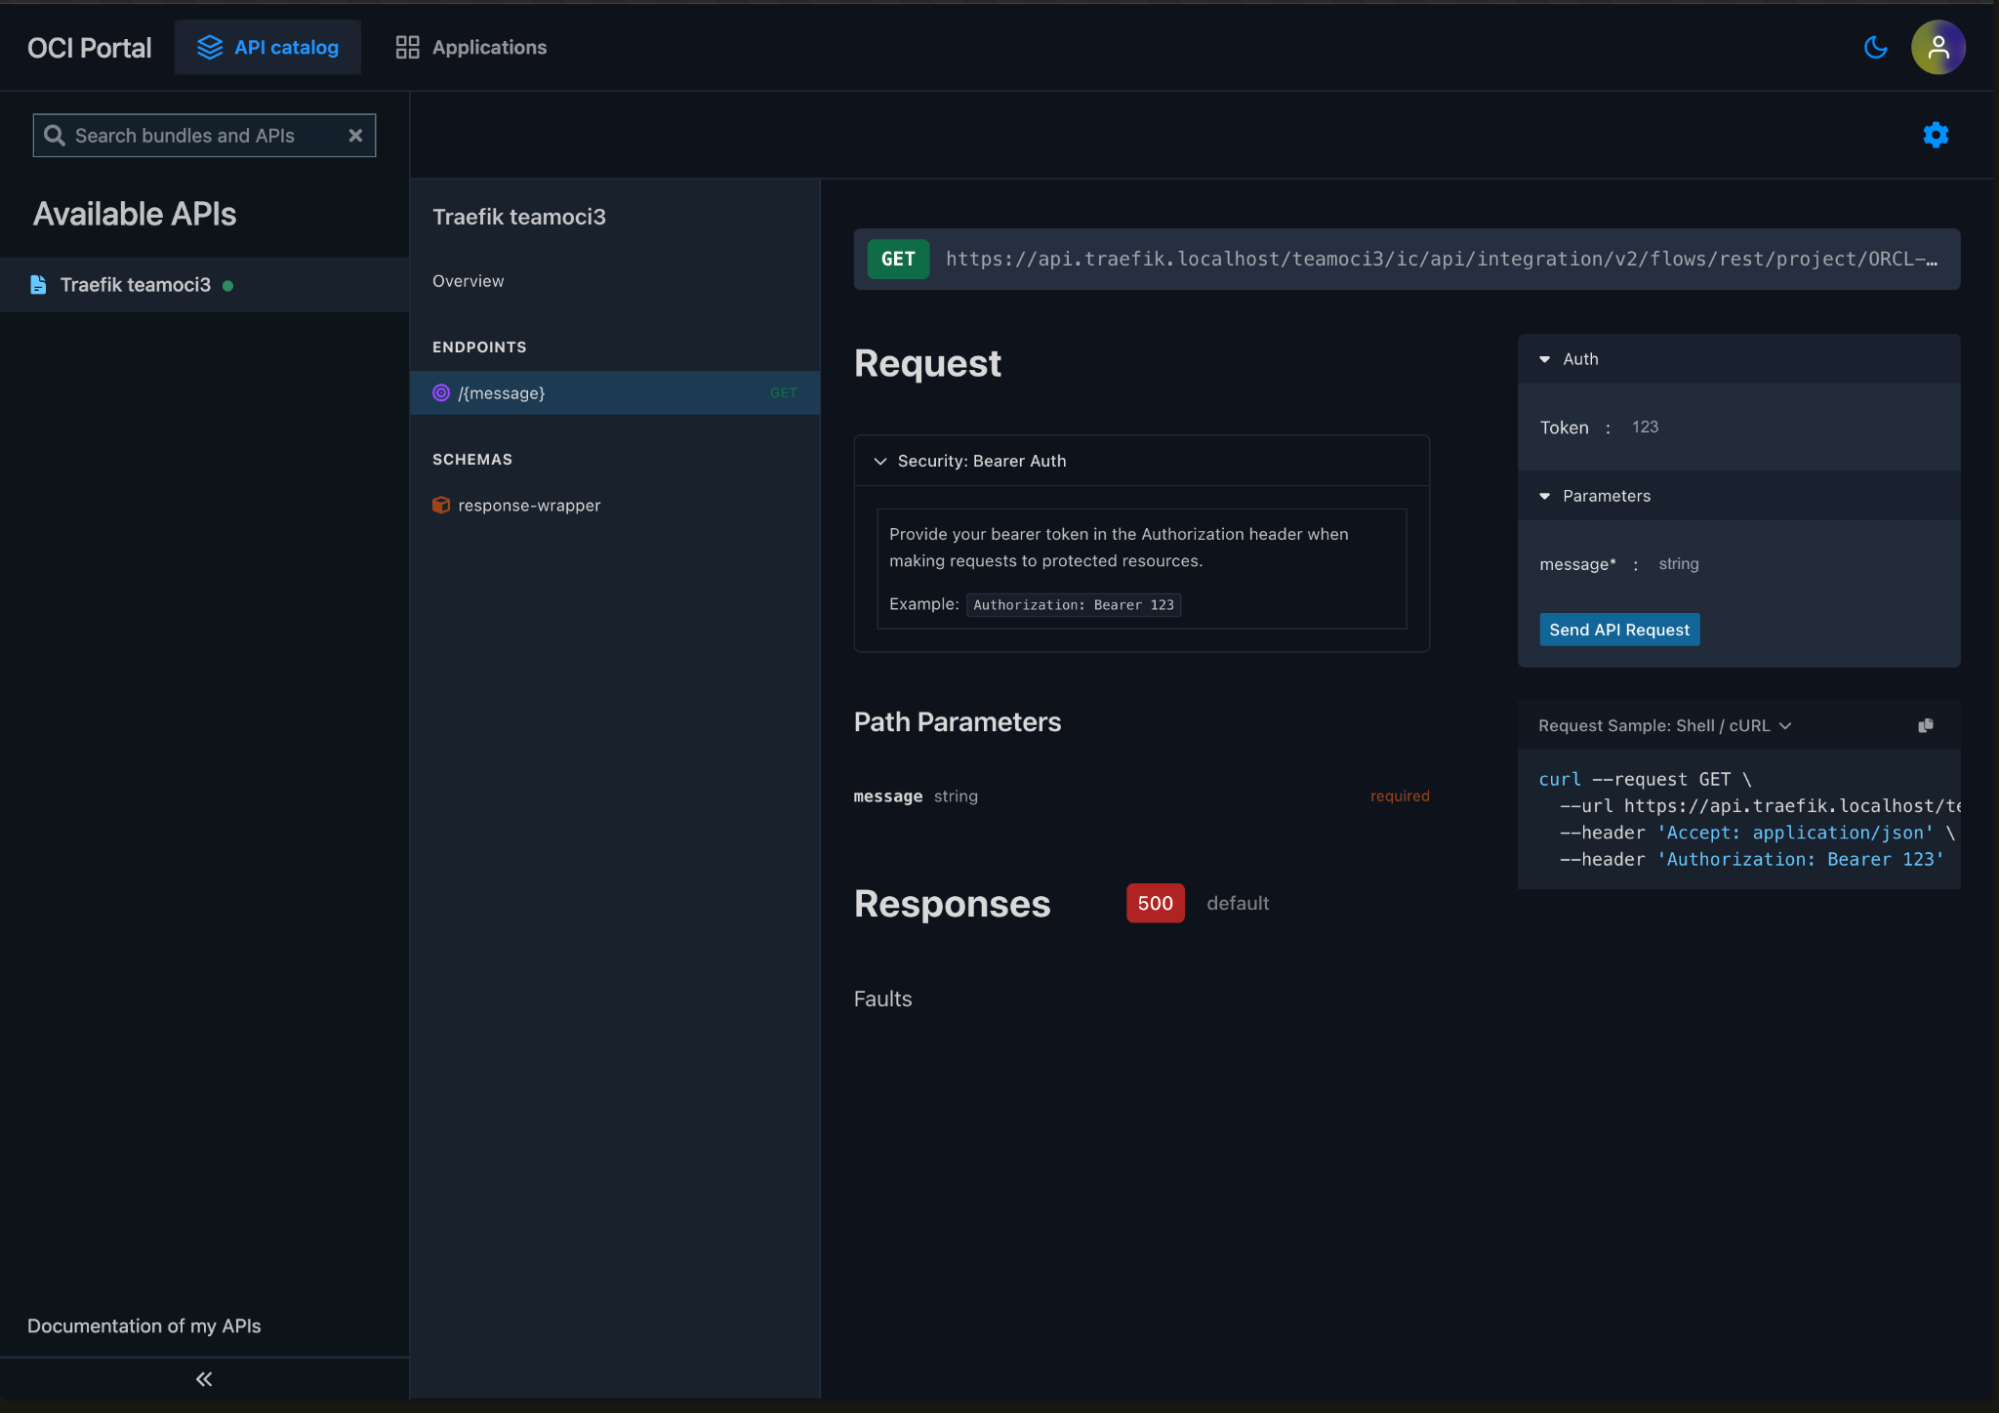 OCI Portal
API catalog
Applications
Search bundles and APIs
Available APIs
Traefik teamoci3
Documentation of my APIs
Traefik teamoci3
Overview
ENDPOINTS
/{message} GET
SCHEMAS
response-wrapper
GET https://api.traefik.localhost/teamoci3/ic/api/integration/v2/flows/rest/project/ORCL-…
Request
Security: Bearer Auth
Provide your bearer token in the Authorization header when
making requests to protected resources.
Example: Authorization: Bearer 123
Path Parameters
message string required
Responses 500 default
Faults
Auth
Token : 123
Parameters
message* : string
Send API Request
Request Sample: Shell / cURL
curl --request GET \
--url https://api.traefik.localhost/te
--header 'Accept: application/json' \
--header 'Authorization: Bearer 123'